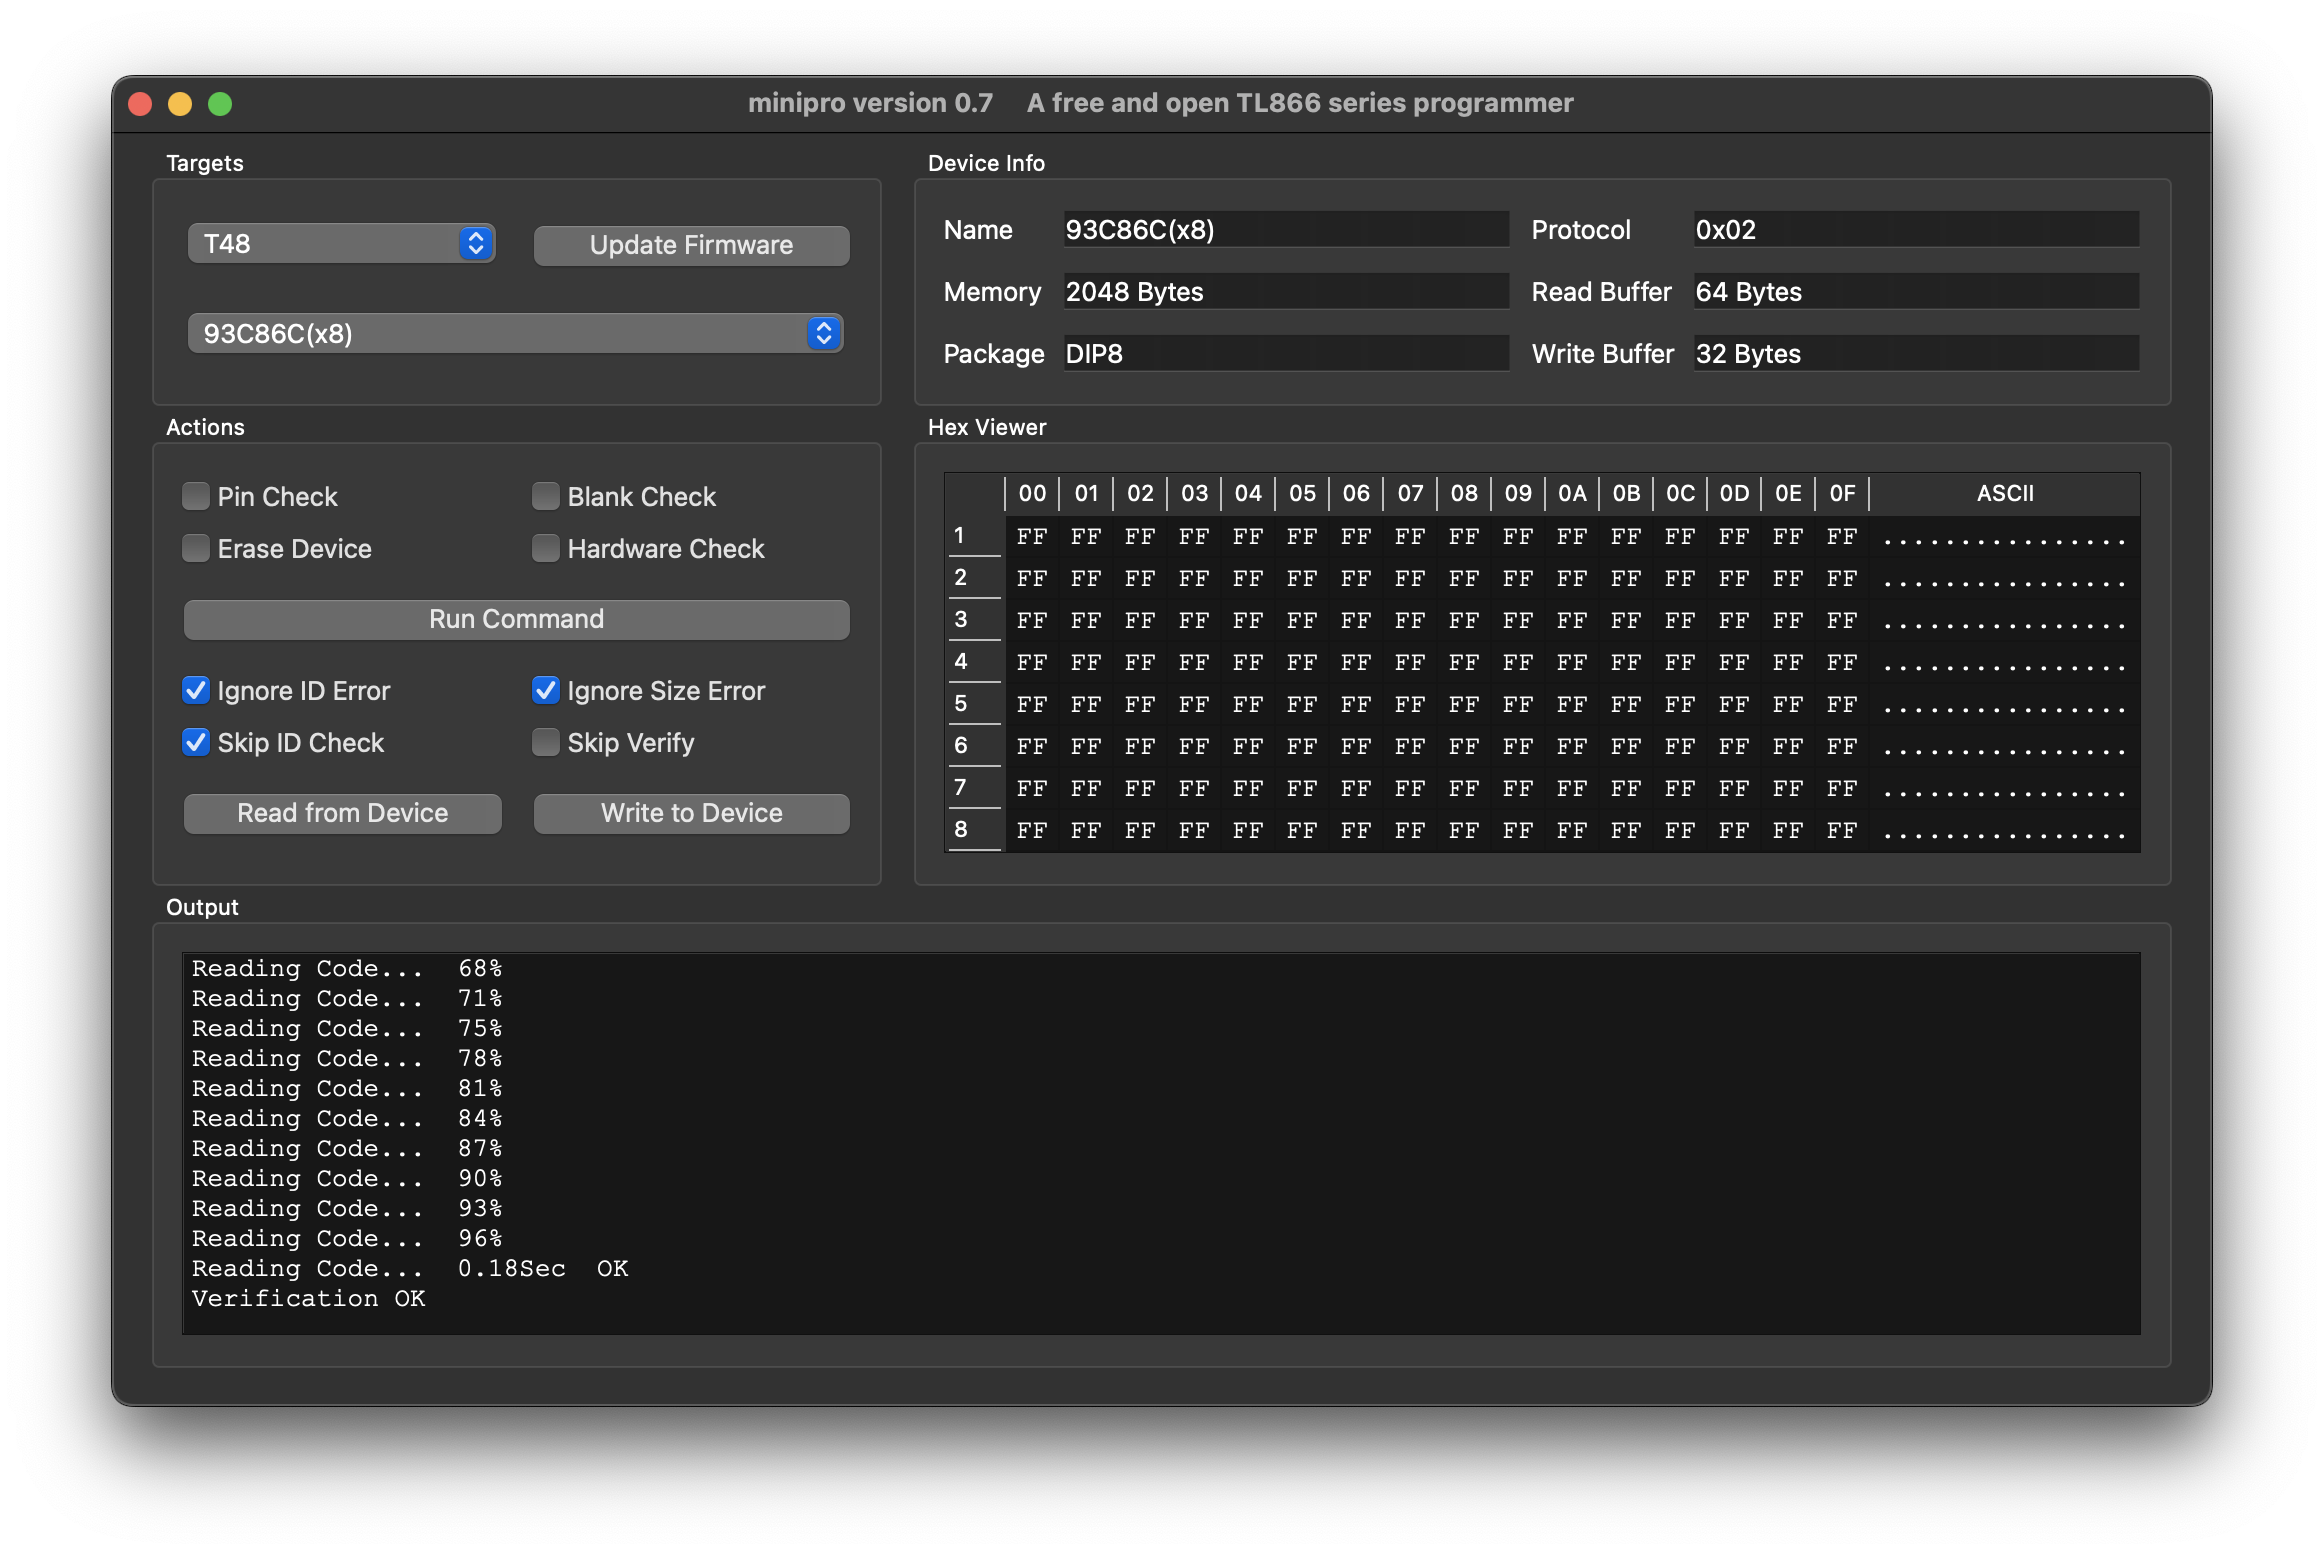 minipro version 0.7 A free and open TL866 series programmer
Targets
T48
Update Firmware
93C86C(x8)
Device Info
Name 93C86C(x8) Protocol 0x02
Memory 2048 Bytes Read Buffer 64 Bytes
Package DIP8 Write Buffer 32 Bytes
Actions
Pin Check Blank Check
Erase Device Hardware Check
Run Command
Ignore ID Error Ignore Size Error
Skip ID Check Skip Verify
Read from Device Write to Device
Hex Viewer
00 01 02 03 04 05 06 07 08 09 0A 0B 0C 0D 0E 0F ASCII
1 FF FF FF FF FF FF FF FF FF FF FF FF FF FF FF FF ................
2 FF FF FF FF FF FF FF FF FF FF FF FF FF FF FF FF ................
3 FF FF FF FF FF FF FF FF FF FF FF FF FF FF FF FF ................
4 FF FF FF FF FF FF FF FF FF FF FF FF FF FF FF FF ................
5 FF FF FF FF FF FF FF FF FF FF FF FF FF FF FF FF ................
6 FF FF FF FF FF FF FF FF FF FF FF FF FF FF FF FF ................
7 FF FF FF FF FF FF FF FF FF FF FF FF FF FF FF FF ................
8 FF FF FF FF FF FF FF FF FF FF FF FF FF FF FF FF ................
Output
Reading Code... 68%
Reading Code... 71%
Reading Code... 75%
Reading Code... 78%
Reading Code... 81%
Reading Code... 84%
Reading Code... 87%
Reading Code... 90%
Reading Code... 93%
Reading Code... 96%
Reading Code... 0.18Sec OK
Verification OK